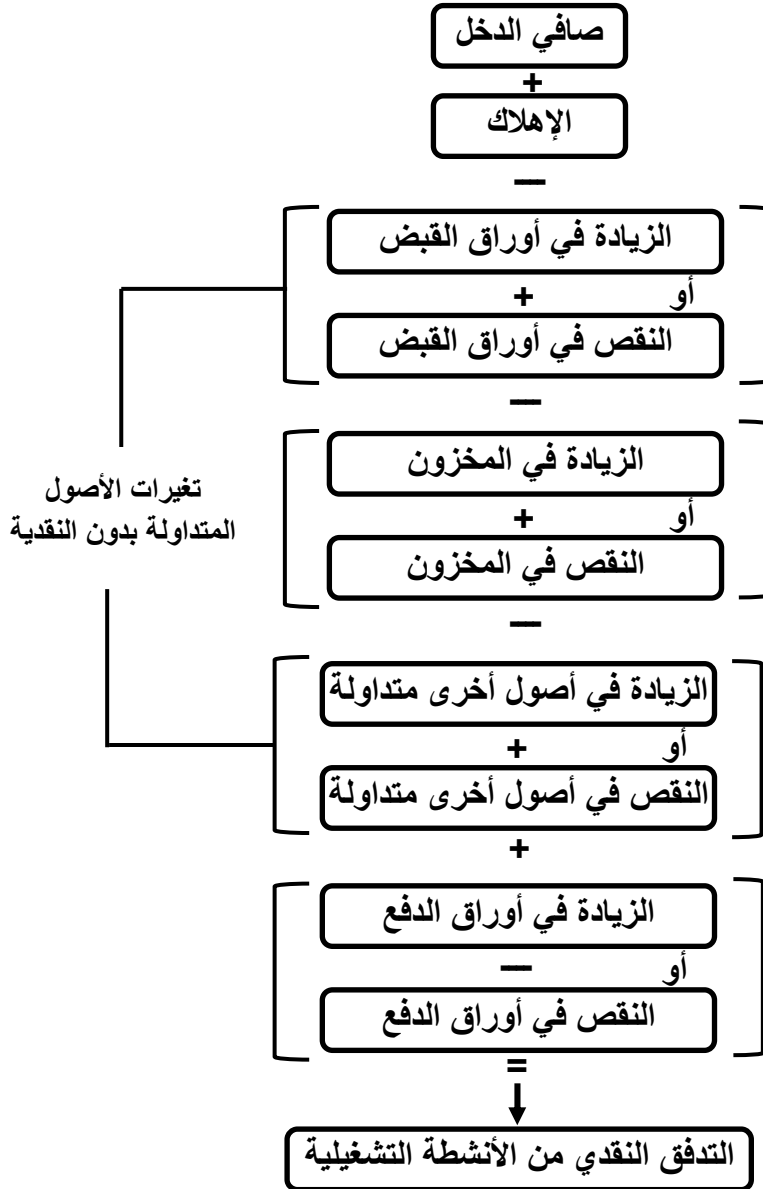 صافي الدخل
+
الإهلاك
—
الزيادة في أوراق القبض
+ أو
النقص في أوراق القبض
—
الزيادة في المخزون
+ أو
النقص في المخزون
—
الزيادة في أصول أخرى متداولة
+ أو
النقص في أصول أخرى متداولة
+
الزيادة في أوراق الدفع
— أو
النقص في أوراق الدفع
=
التدفق النقدي من الأنشطة التشغيلية
تغيرات الأصول
المتداولة بدون النقدية